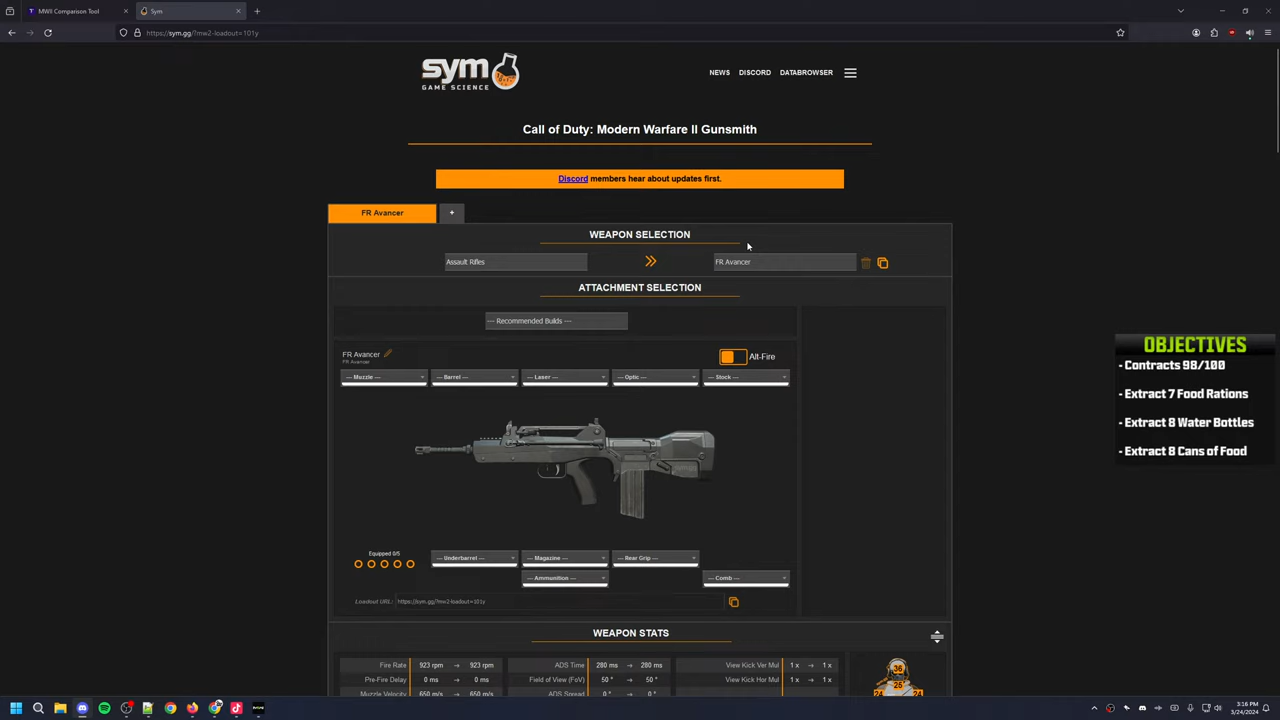 MWII Comparison Tool
Sym
https://sym.gg/?mw2-loadout=101y
sym
GAME SCIENCE
NEWS DISCORD DATABROWSER
Call of Duty: Modern Warfare II Gunsmith
Discord members hear about updates first.
FR Avancer +
WEAPON SELECTION
Assault Rifles FR Avancer
ATTACHMENT SELECTION
--- Recommended Builds ---
FR Avancer
FR Avancer
Alt-Fire
--- Muzzle --- --- Barrel --- --- Laser --- --- Optic --- --- Stock ---
Equipped 0/5
--- Underbarrel --- --- Magazine --- --- Rear Grip ---
--- Ammunition --- --- Comb ---
Loadout URL: https://sym.gg/?mw2-loadout=101y
WEAPON STATS
Fire Rate 923 rpm → 923 rpm ADS Time 280 ms → 280 ms View Kick Ver Mul 1 x → 1 x
Pre-Fire Delay 0 ms → 0 ms Field of View (FoV) 50 ° → 50 ° View Kick Hor Mul 1 x → 1 x
Muzzle Velocity 650 m/s → 650 m/s ADS Spread 0 ° → 0 °
36
25
24 24
OBJECTIVES
- Contracts 98/100
- Extract 7 Food Rations
- Extract 8 Water Bottles
- Extract 8 Cans of Food
3:16 PM
3/24/2024